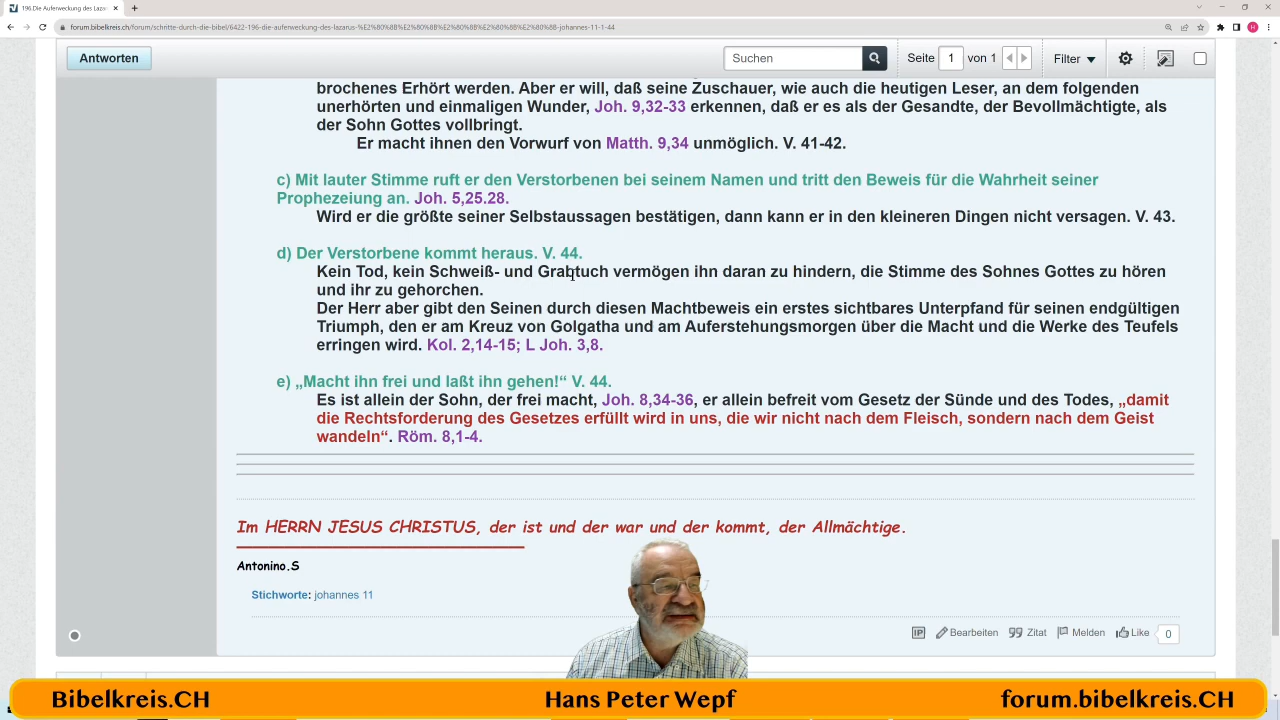 196.Die Auferweckung des Laza
forum.bibelkreis.ch/forum/schritte-durch-die-bibel/6422-196-die-auferweckung-des-lazarus-%E2%80%8B%E2%80%8B%E2%80%8B%E2%80%8B%E2%80%8B-johannes-11-1-44
Antworten Suchen Seite 1 von 1 Filter
brochenes Erhört werden. Aber er will, daß seine Zuschauer, wie auch die heutigen Leser, an dem folgenden
unerhörten und einmaligen Wunder, Joh. 9,32-33 erkennen, daß er es als der Gesandte, der Bevollmächtigte, als
der Sohn Gottes vollbringt.
Er macht ihnen den Vorwurf von Matth. 9,34 unmöglich. V. 41-42.
c) Mit lauter Stimme ruft er den Verstorbenen bei seinem Namen und tritt den Beweis für die Wahrheit seiner
Prophezeiung an. Joh. 5,25.28.
Wird er die größte seiner Selbstaussagen bestätigen, dann kann er in den kleineren Dingen nicht versagen. V. 43.
d) Der Verstorbene kommt heraus. V. 44.
Kein Tod, kein Schweiß- und Grabtuch vermögen ihn daran zu hindern, die Stimme des Sohnes Gottes zu hören
und ihr zu gehorchen.
Der Herr aber gibt den Seinen durch diesen Machtbeweis ein erstes sichtbares Unterpfand für seinen endgültigen
Triumph, den er am Kreuz von Golgatha und am Auferstehungsmorgen über die Macht und die Werke des Teufels
erringen wird. Kol. 2,14-15; L Joh. 3,8.
e) „Macht ihn frei und laßt ihn gehen!“ V. 44.
Es ist allein der Sohn, der frei macht, Joh. 8,34-36, er allein befreit vom Gesetz der Sünde und des Todes, „damit
die Rechtsforderung des Gesetzes erfüllt wird in uns, die wir nicht nach dem Fleisch, sondern nach dem Geist
wandeln“. Röm. 8,1-4.
Im HERRN JESUS CHRISTUS, der ist und der war und der kommt, der Allmächtige.
Antonino.S
Stichworte: johannes 11
IP Bearbeiten Zitat Melden Like 0
Bibelkreis.CH Hans Peter Wepf forum.bibelkreis.CH